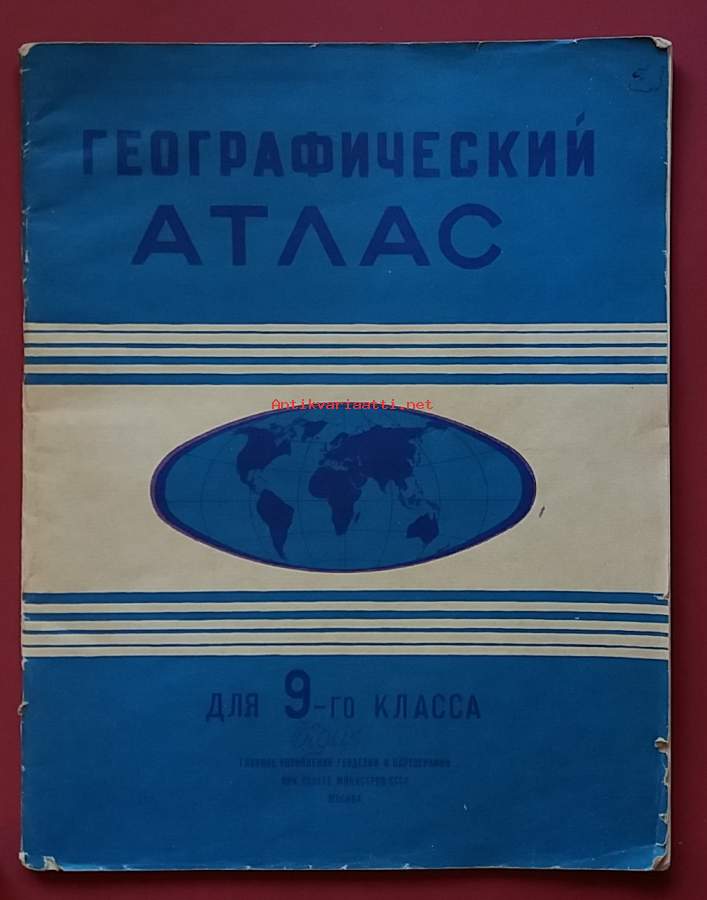 ГЕОГРАФИЧЕСКИЙ
АТЛАС
Antikvariaatti.net
ДЛЯ 9-ГО КЛАССА
ГЛАВНОЕ УПРАВЛЕНИЕ ГЕОДЕЗИИ И КАРТОГРАФИИ
ПРИ СОВЕТЕ МИНИСТРОВ СССР
МОСКВА